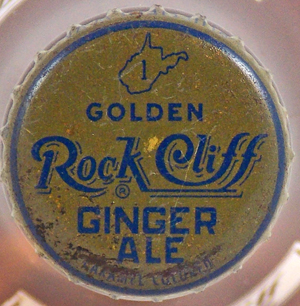 1
GOLDEN
Rock Cliff
®
GINGER
ALE